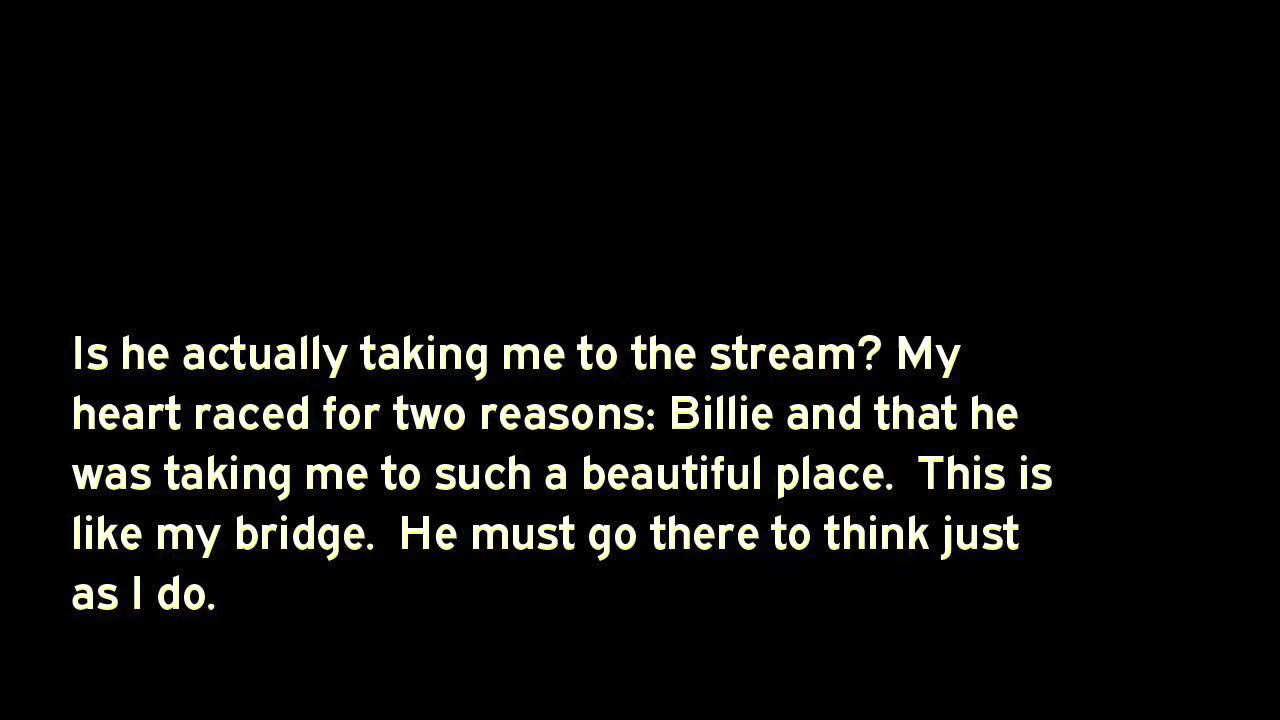 Is he actually taking me to the stream? My
heart raced for two reasons: Billie and that he
was taking me to such a beautiful place.  This is
like my bridge.  He must go there to think just
as I do.